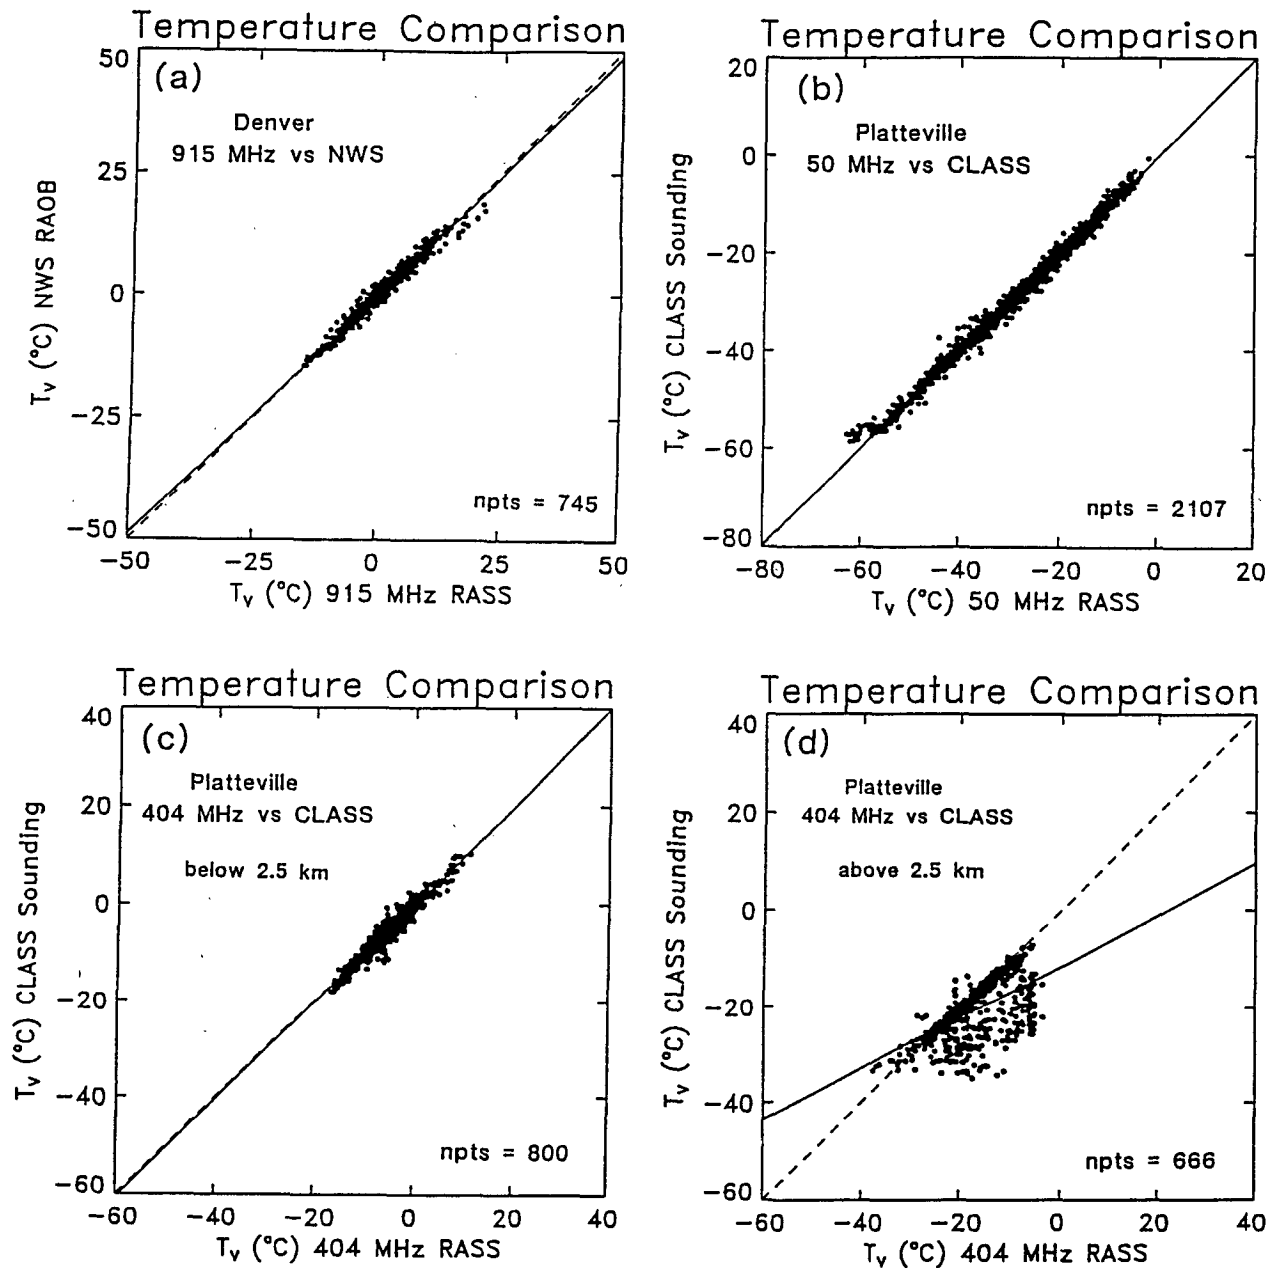 Temperature Comparison
(a)
Denver
915 MHz vs NWS
npts = 745
50
25
0
−25
−50
Tv (°C) NWS RAOB
−50 −25 0 25 50
Tv (°C) 915 MHz RASS
Temperature Comparison
(b)
Platteville
50 MHz vs CLASS
npts = 2107
20
0
−20
−40
−60
−80
Tv (°C) CLASS Sounding
−80 −60 −40 −20 0 20
Tv (°C) 50 MHz RASS
Temperature Comparison
(c)
Platteville
404 MHz vs CLASS
below 2.5 km
npts = 800
40
20
0
−20
−40
−60
Tv (°C) CLASS Sounding
−60 −40 −20 0 20 40
Tv (°C) 404 MHz RASS
Temperature Comparison
(d)
Platteville
404 MHz vs CLASS
above 2.5 km
npts = 666
40
20
0
−20
−40
−60
Tv (°C) CLASS Sounding
−60 −40 −20 0 20 40
Tv (°C) 404 MHz RASS